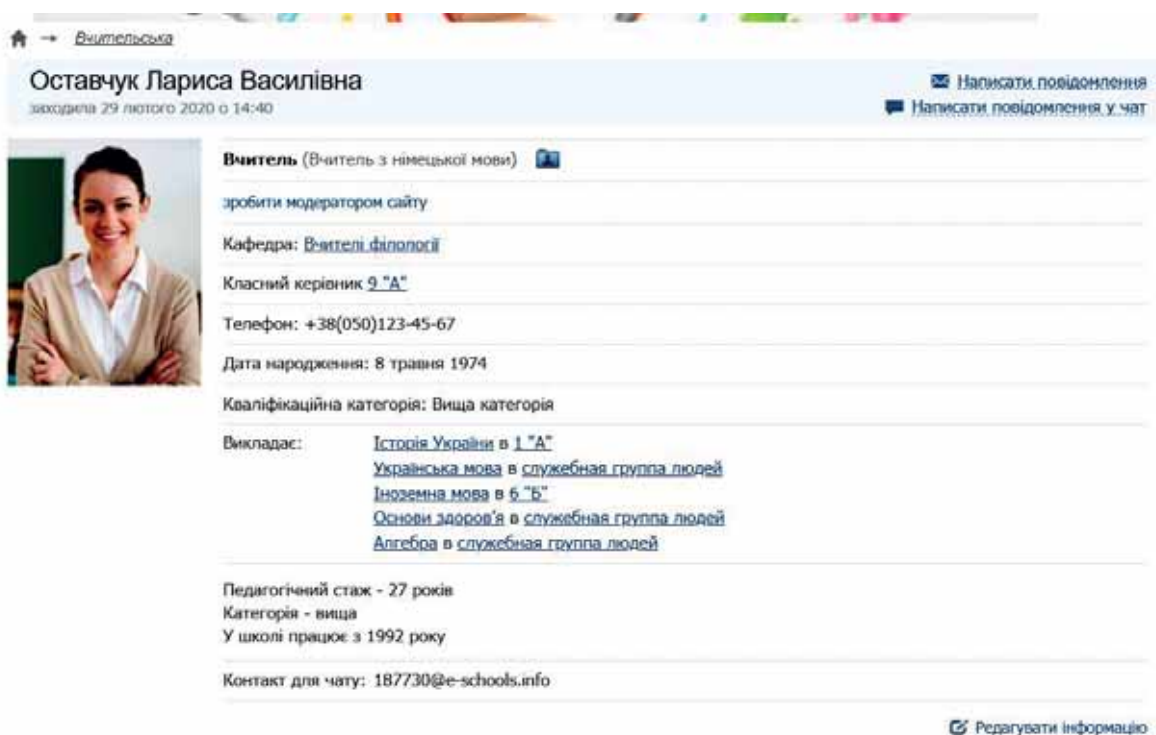 → Вчительська
Оставчук Лариса Василівна
заходила 29 лютого 2020 о 14:40
Написати повідомлення
Написати повідомлення у чат
Вчитель (Вчитель з німецької мови)
зробити модератором сайту
Кафедра: Вчителі філології
Класний керівник 9 "А"
Телефон: +38(050)123-45-67
Дата народження: 8 травня 1974
Кваліфікаційна категорія: Вища категорія
Викладає: Історія України в 1 "А"
Українська мова в служебная группа людей
Іноземна мова в 6 "Б"
Основи здоров'я в служебная группа людей
Алгебра в служебная группа людей
Педагогічний стаж - 27 років
Категорія - вища
У школі працює з 1992 року
Контакт для чату: 187730@e-schools.info
Редагувати інформацію